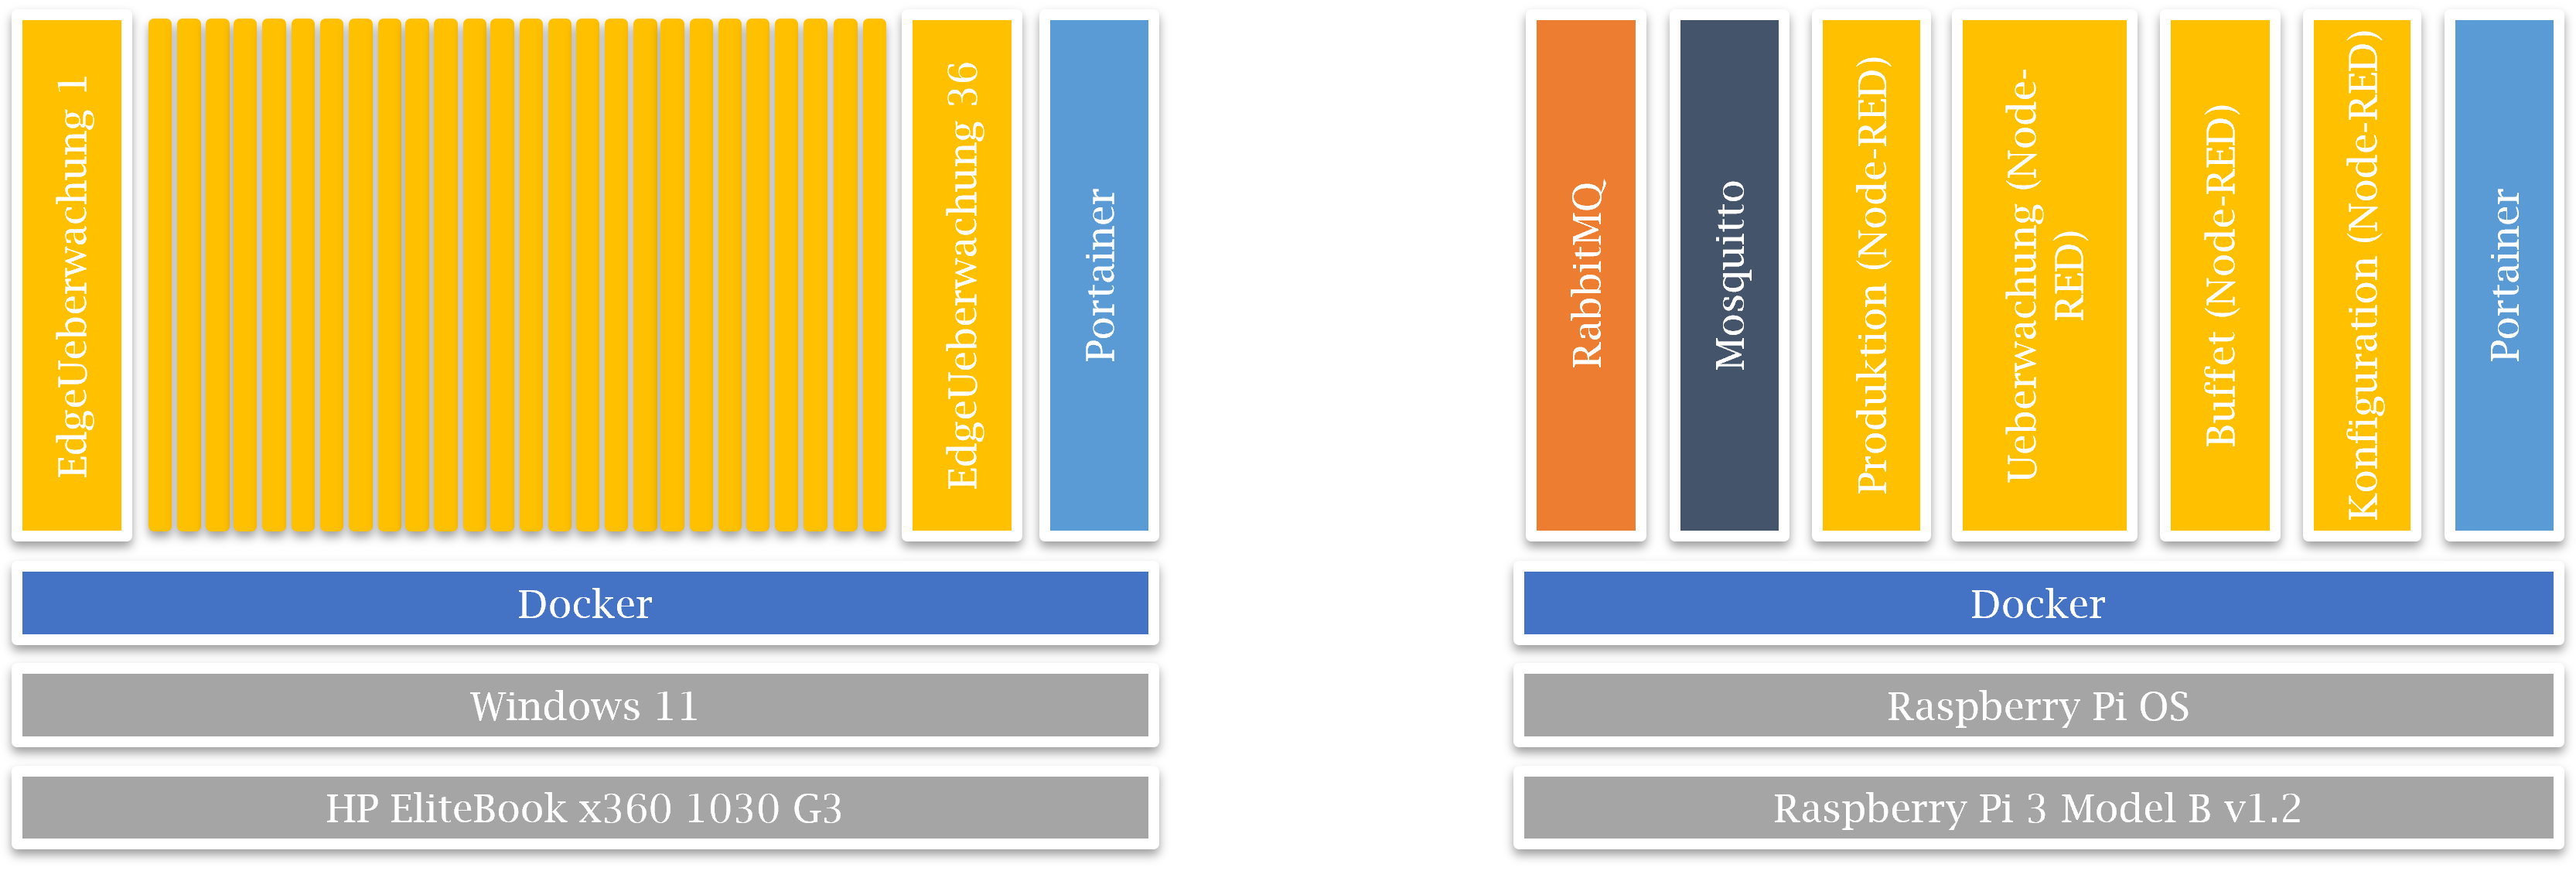 EdgeUeberwachung 1
EdgeUeberwachung 36
Portainer
Docker
Windows 11
HP EliteBook x360 1030 G3
RabbitMQ
Mosquitto
Produktion (Node-RED)
Ueberwachung (Node-
RED)
Buffet (Node-RED)
Konfiguration (Node-RED)
Portainer
Docker
Raspberry Pi OS
Raspberry Pi 3 Model B v1.2